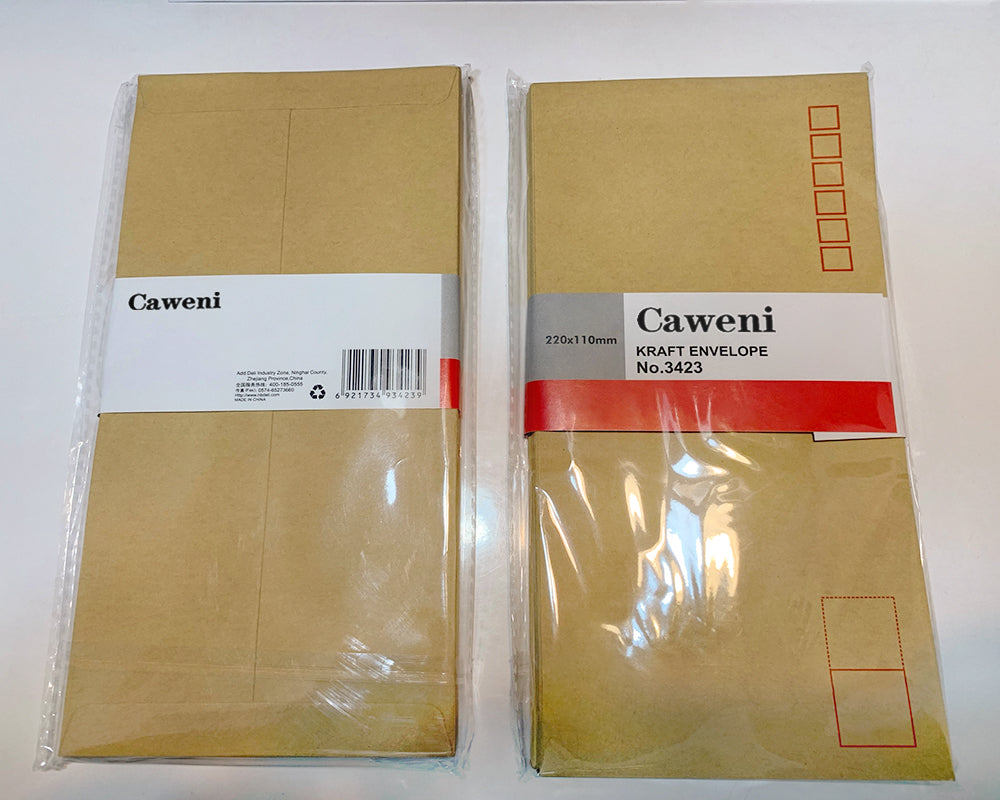 Caweni
Add:Deli Industry Zone, Ninghai County,
Zhejiang Province,China
全国服务热线: 400-185-0555
传真 (Fax): 0574-65273660
http://www.nbdeli.com
MADE IN CHINA
6 921734 934239
220x110mm
Caweni
KRAFT ENVELOPE
No.3423